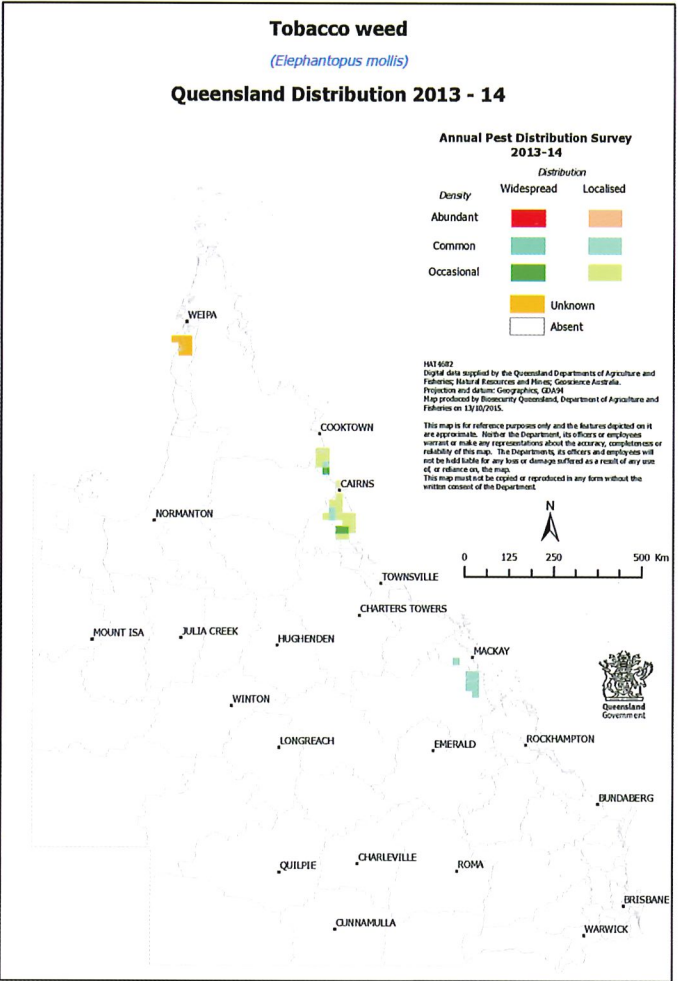 Tobacco weed
(Elephantopus mollis)
Queensland Distribution 2013 - 14
Annual Pest Distribution Survey
2013-14
Distribution
Density
Widespread
Localised
Abundant
Common
Occasional
Unknown
Absent
HAT4682
Digital data supplied by the Queensland Departments of Agriculture and
Fisheries; Natural Resources and Mines; Geoscience Australia.
Projection and datum: Geographics, GDA94
Map produced by Biosecurity Queensland, Department of Agriculture and
Fisheries on 13/10/2015.
This map is for reference purposes only and the features depicted on it
are approximate. Neither the Department, its officers or employees
warrant or make any representations about the accuracy, completeness or
reliability of this map. The Departments, its officers and employees will
not be held liable for any loss or damage suffered as a result of any use
of, or reliance on, the map.
This map must not be copied or reproduced in any form without the
written consent of the Department
N
0 125 250 500 Km
WEIPA
COOKTOWN
CAIRNS
NORMANTON
TOWNSVILLE
CHARTERS TOWERS
MOUNT ISA
JULIA CREEK
HUGHENDEN
MACKAY
Queensland
Government
WINTON
LONGREACH
EMERALD
ROCKHAMPTON
BUNDABERG
QUILPIE
CHARLEVILLE
ROMA
BRISBANE
CUNNAMULLA
WARWICK